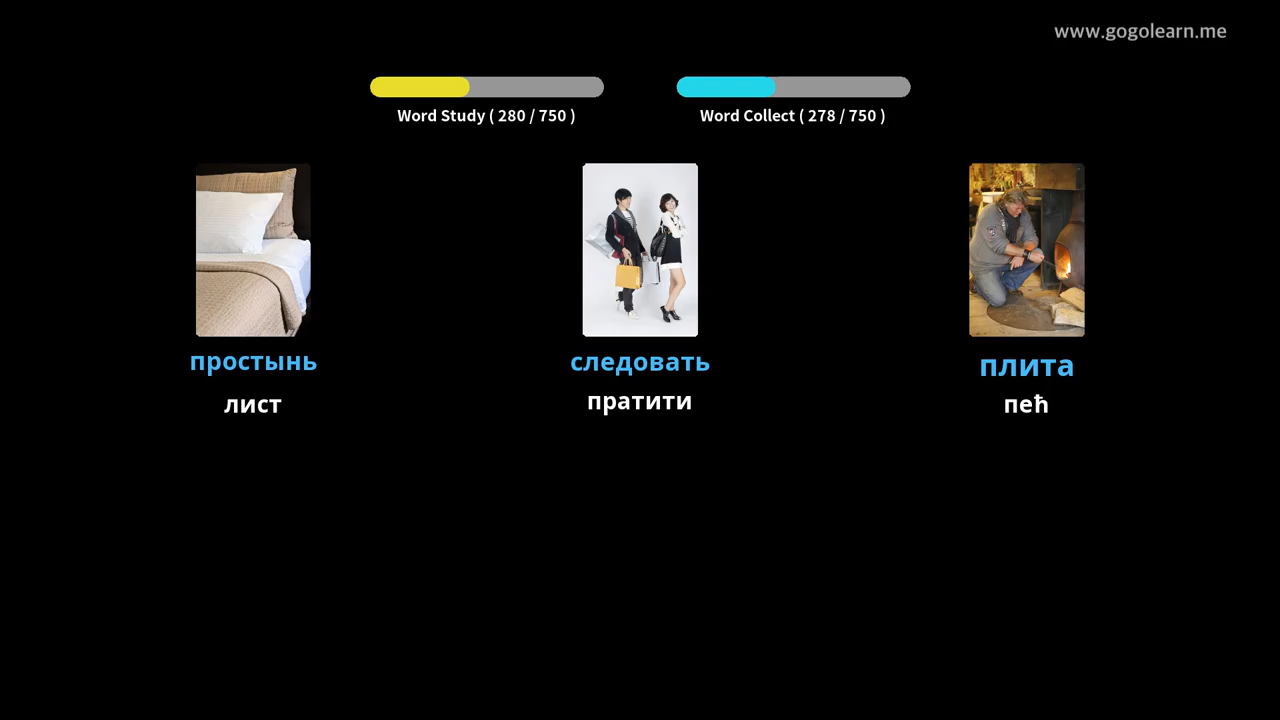 www.gogolearn.me
Word Study ( 280 / 750 )
Word Collect ( 278 / 750 )
простынь
следовать
плита
лист
пратити
пећ